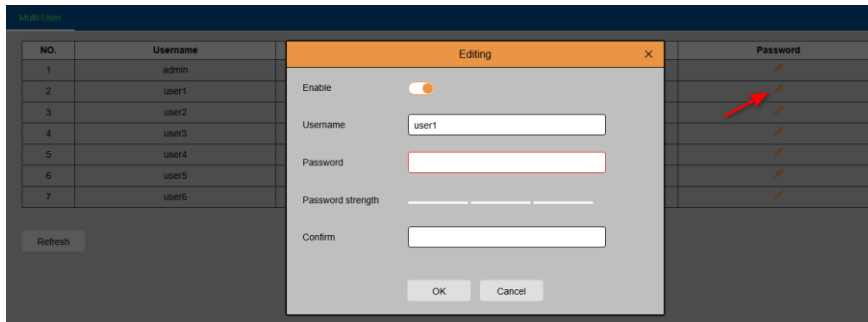 Multi-User
NO. Username Password
1 admin
2 user1
3 user2
4 user3
5 user4
6 user5
7 user6
Refresh
Editing
Enable
Username user1
Password
Password strength
Confirm
OK Cancel